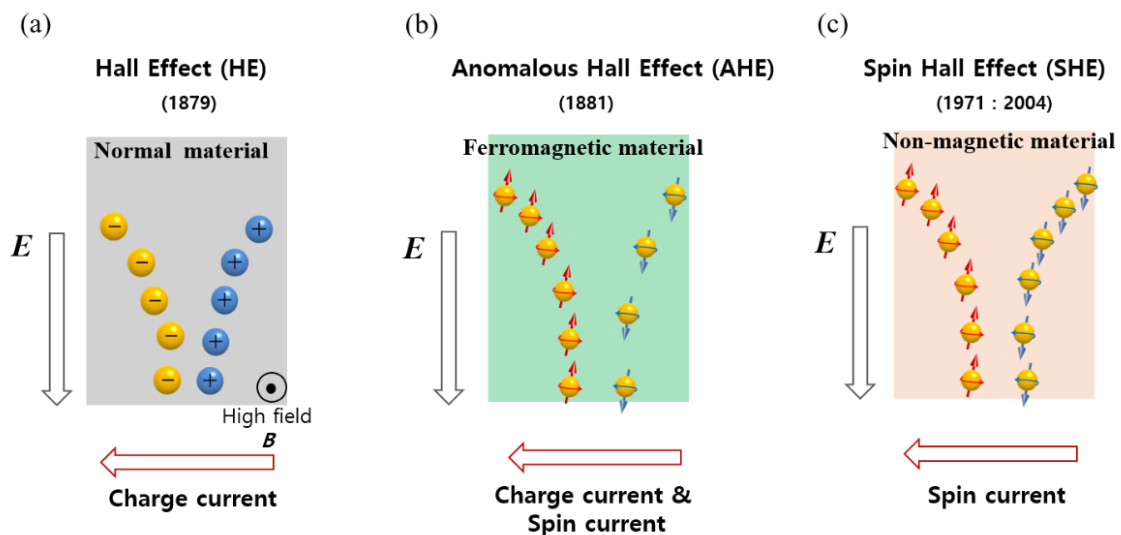 (a)
Hall Effect (HE)
(1879)
Normal material
E
− +
− +
− +
− +
− +
High field
B
Charge current
(b)
Anomalous Hall Effect (AHE)
(1881)
Ferromagnetic material
E
Charge current &
Spin current
(c)
Spin Hall Effect (SHE)
(1971 : 2004)
Non-magnetic material
E
Spin current